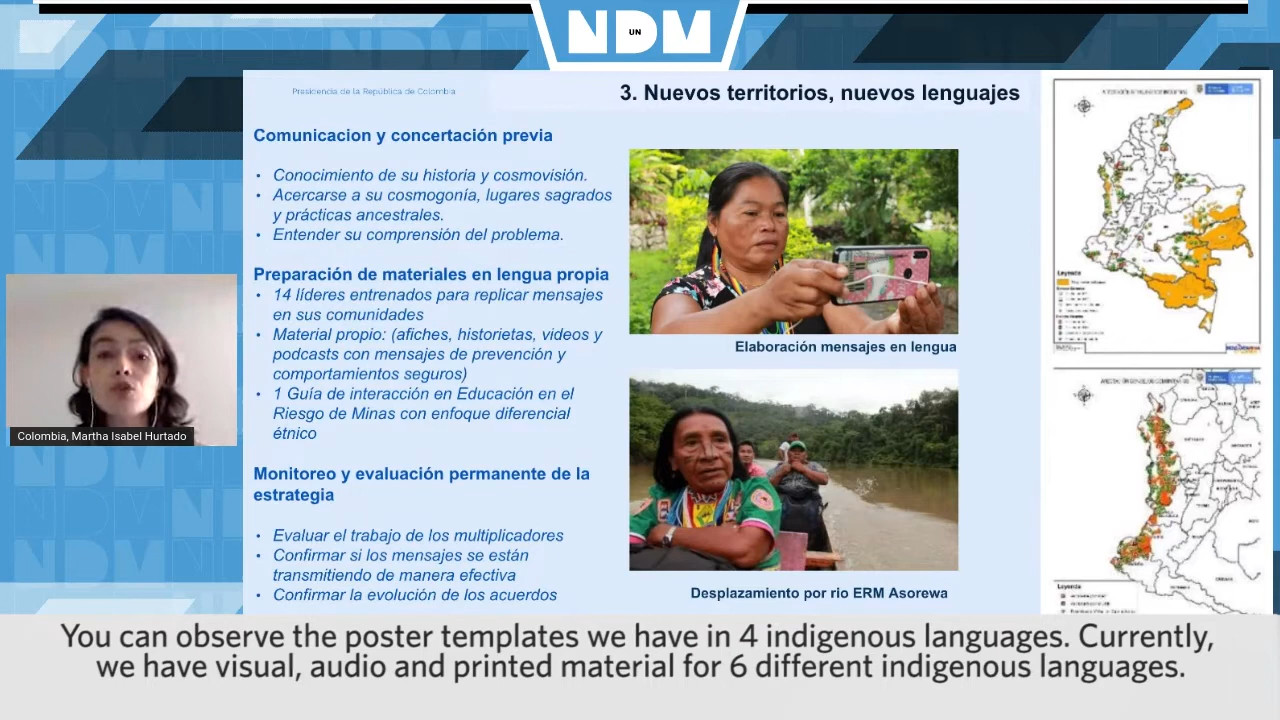 NDM
UN
Presidencia de la República de Colombia
3. Nuevos territorios, nuevos lenguajes
Comunicacion y concertación previa
• Conocimiento de su historia y cosmovisión.
• Acercarse a su cosmogonía, lugares sagrados
y prácticas ancestrales.
• Entender su comprensión del problema.
Preparación de materiales en lengua propia
• 14 líderes entrenados para replicar mensajes
en sus comunidades
• Material propio (afiches, historietas, videos y
podcasts con mensajes de prevención y
comportamientos seguros)
• 1 Guía de interacción en Educación en el
Riesgo de Minas con enfoque diferencial
étnico
Monitoreo y evaluación permanente de la
estrategia
• Evaluar el trabajo de los multiplicadores
• Confirmar si los mensajes se están
transmitiendo de manera efectiva
• Confirmar la evolución de los acuerdos
Elaboración mensajes en lengua
Desplazamiento por rio ERM Asorewa
Leyenda
Leyenda
Colombia, Martha Isabel Hurtado
You can observe the poster templates we have in 4 indigenous languages. Currently,
we have visual, audio and printed material for 6 different indigenous languages.